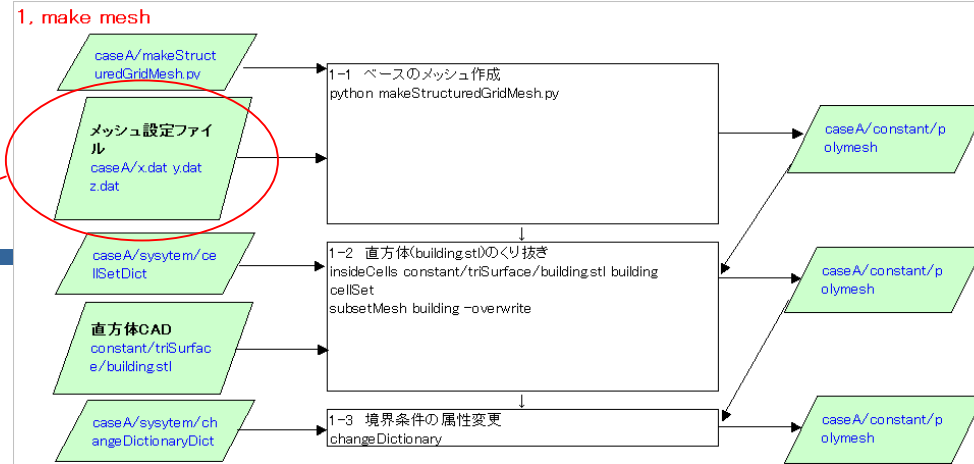 1, make mesh
caseA/makeStruct
uredGridMesh.py
メッシュ設定ファイ
ル
caseA/x.dat y.dat
z.dat
1-1 ベースのメッシュ作成
python makeStructuredGridMesh.py
caseA/constant/p
olymesh
↓
caseA/sysytem/ce
llSetDict
直方体CAD
constant/triSurfac
e/building.stl
1-2 直方体(building.stl)のくり抜き
insideCells constant/triSurface/building.stl building
cellSet
subsetMesh building -overwrite
caseA/constant/p
olymesh
↓
caseA/sysytem/ch
angeDictionaryDict
1-3 境界条件の属性変更
changeDictionary
caseA/constant/p
olymesh